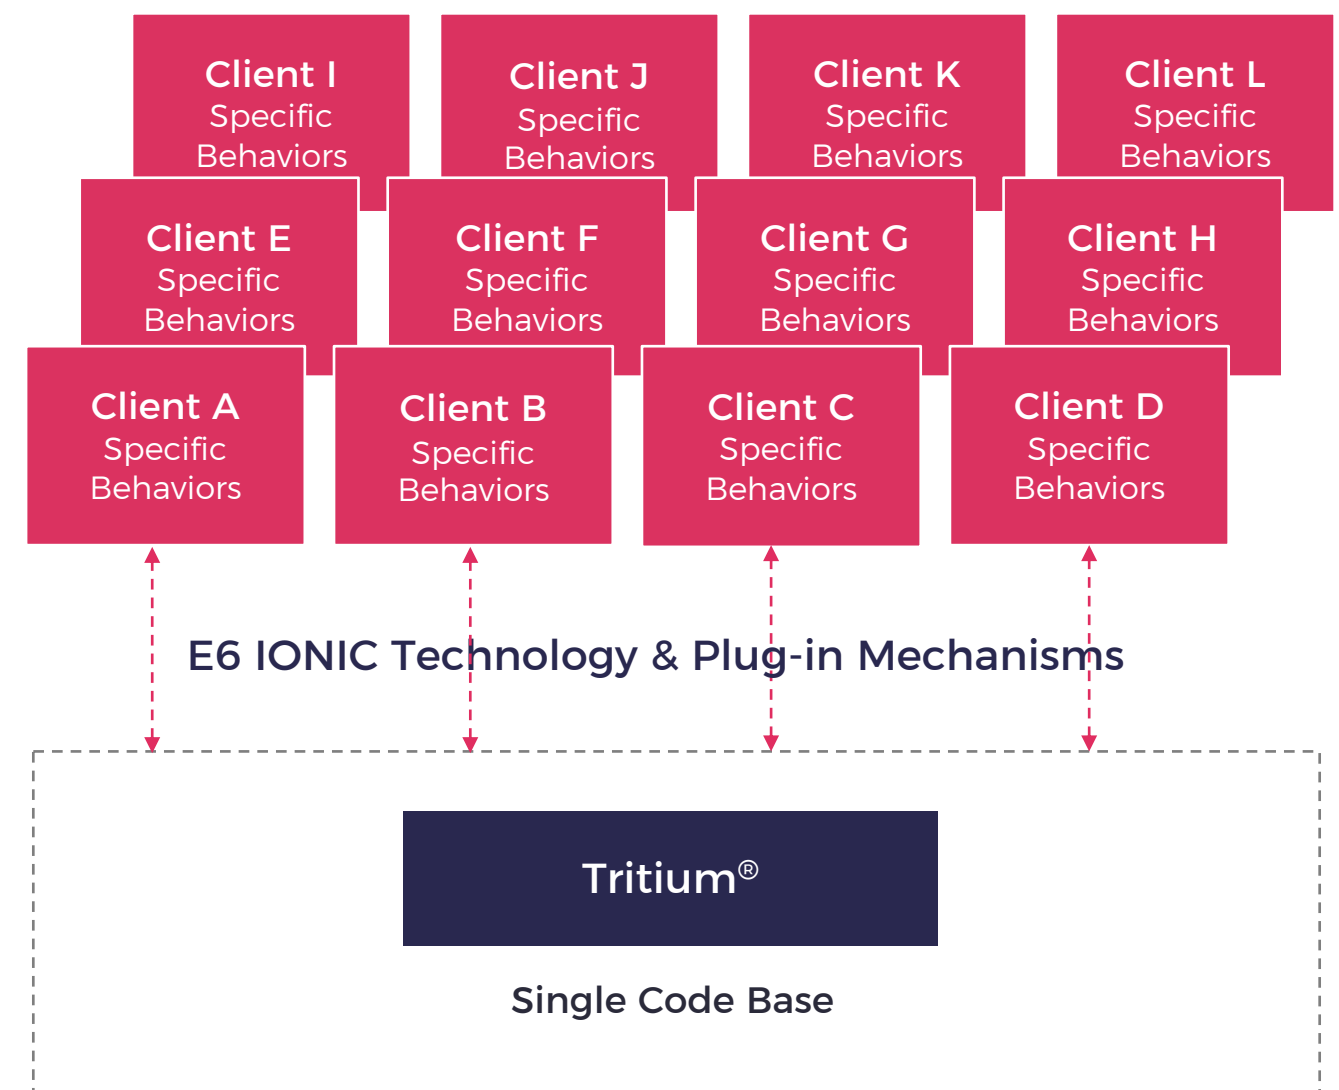 Client I
Specific
Behaviors
Client J
Specific
Behaviors
Client K
Specific
Behaviors
Client L
Specific
Behaviors
Client E
Specific
Behaviors
Client F
Specific
Behaviors
Client G
Specific
Behaviors
Client H
Specific
Behaviors
Client A
Specific
Behaviors
Client B
Specific
Behaviors
Client C
Specific
Behaviors
Client D
Specific
Behaviors
E6 IONIC Technology & Plug-in Mechanisms
Tritium®
Single Code Base